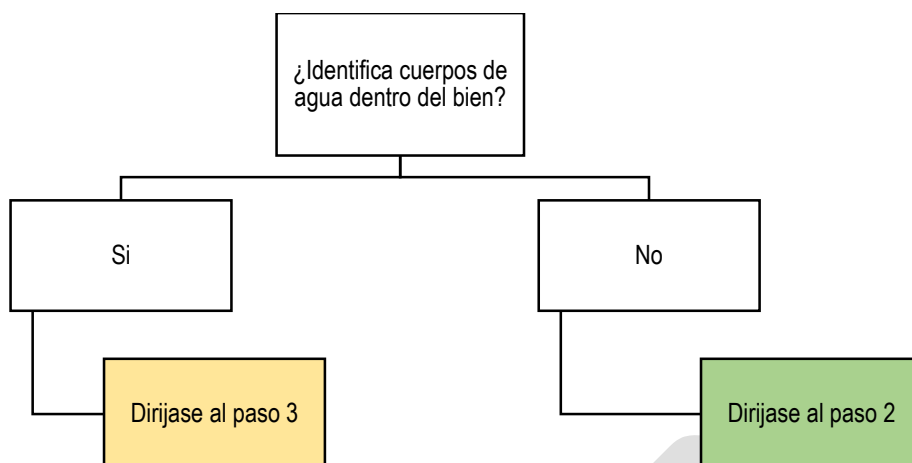 ¿Identifica cuerpos de
agua dentro del bien?
Si
No
Dirijase al paso 3
Dirijase al paso 2